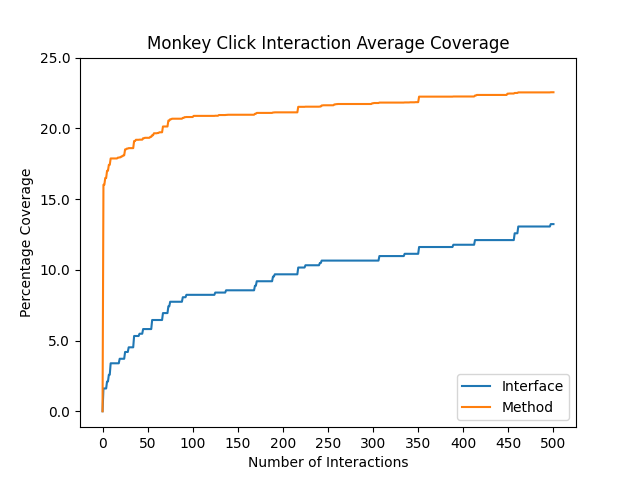 Monkey Click Interaction Average Coverage
25.0
20.0
15.0
10.0
5.0
0.0
Percentage Coverage
0 50 100 150 200 250 300 350 400 450 500
Number of Interactions
Interface
Method